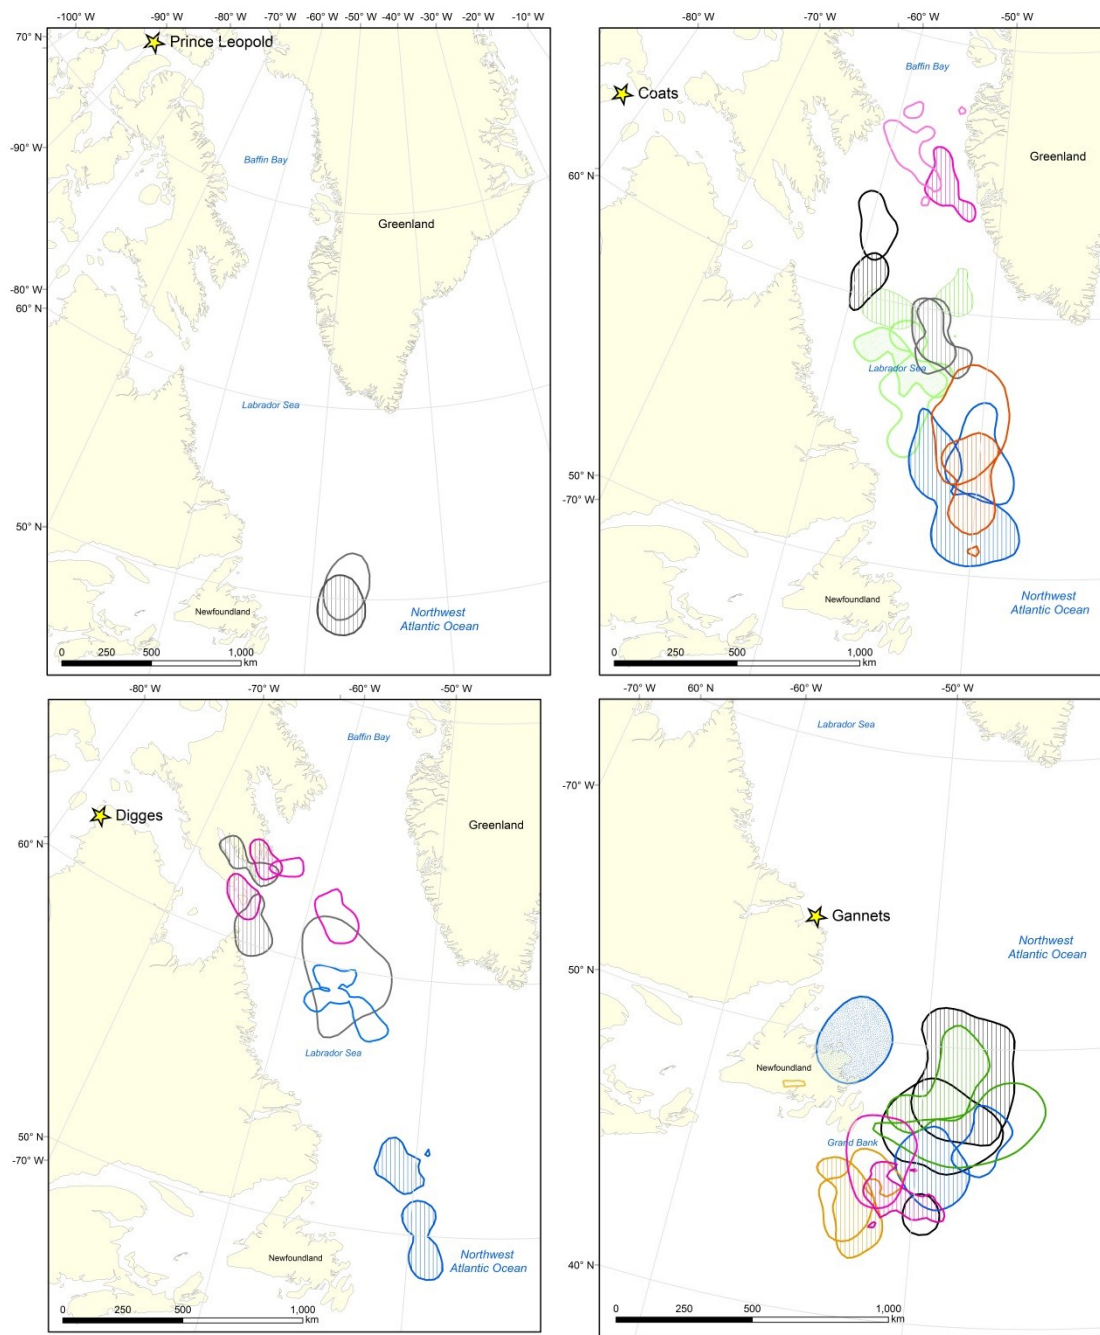 -100° W -90° W -80° W -70° W -60° W -50° W -40° W -30° W -20° W -10° W
70° N
Prince Leopold
-90° W
Baffin Bay
Greenland
-80° W
60° N
Labrador Sea
50° N
Newfoundland
Northwest
Atlantic Ocean
0 250 500 1,000
km
-80° W -70° W -60° W -50° W
Baffin Bay
Coats
Greenland
60° N
Labrador Sea
50° N
-70° W
Newfoundland
Northwest
Atlantic Ocean
0 250 500 1,000
km
-80° W -70° W -60° W -50° W
Baffin Bay
Digges
Greenland
60° N
Labrador Sea
50° N
-70° W
Newfoundland
Northwest
Atlantic Ocean
0 250 500 1,000
km
-70° W 60° N -60° W -50° W
Labrador Sea
-70° W
Gannets
Northwest
Atlantic Ocean
50° N
Newfoundland
Grand Bank
40° N
0 250 500 1,000
km